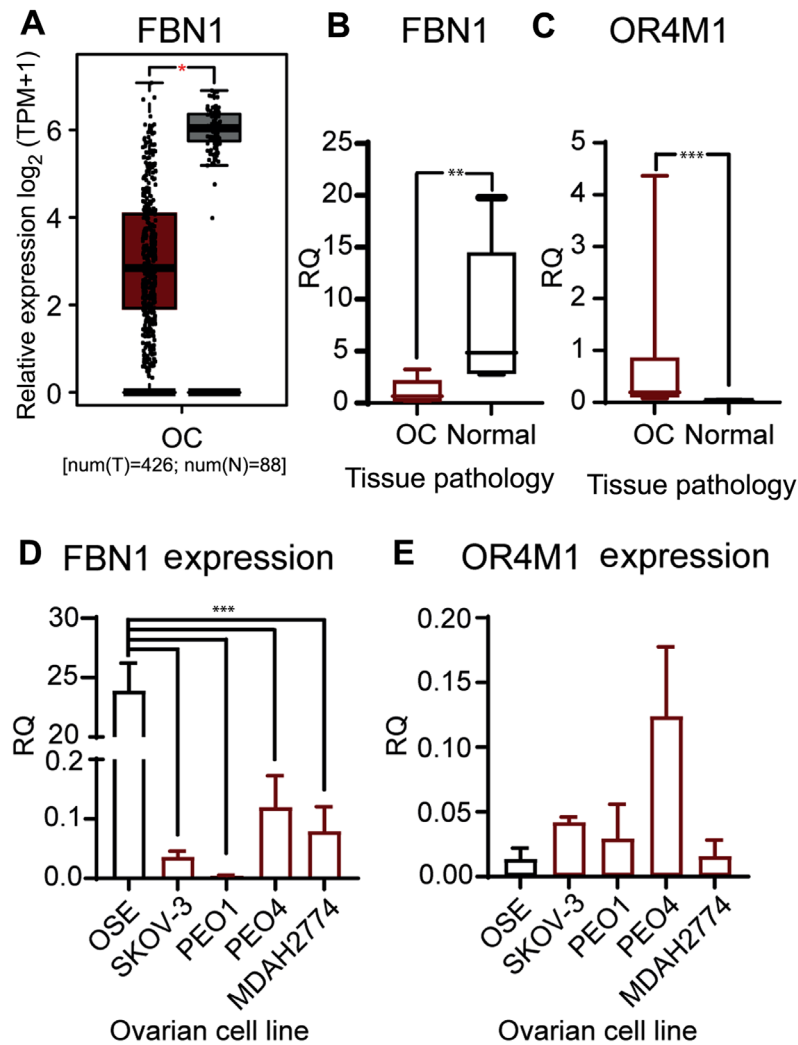 A
FBN1
Relative expression log2 (TPM+1)
6
4
2
0
*
OC
[num(T)=426; num(N)=88]
B
FBN1
RQ
25
20
15
10
5
0
**
OC Normal
Tissue pathology
C
OR4M1
RQ
5
4
3
2
1
0
***
OC Normal
Tissue pathology
D
FBN1 expression
RQ
30
25
20
0.2
0.1
0.0
***
OSE
SKOV-3
PEO1
PEO4
MDAH2774
Ovarian cell line
E
OR4M1 expression
RQ
0.20
0.15
0.10
0.05
0.00
OSE
SKOV-3
PEO1
PEO4
MDAH2774
Ovarian cell line